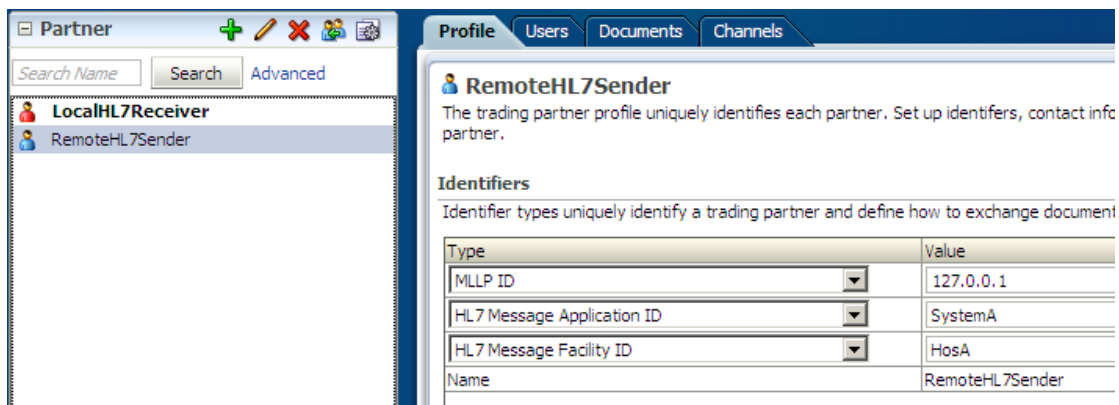 Partner
Search Name Search Advanced
LocalHL7Receiver
RemoteHL7Sender
Profile Users Documents Channels
RemoteHL7Sender
The trading partner profile uniquely identifies each partner. Set up identifers, contact info
partner.
Identifiers
Identifier types uniquely identify a trading partner and define how to exchange document
Type Value
MLLP ID 127.0.0.1
HL7 Message Application ID SystemA
HL7 Message Facility ID HosA
Name RemoteHL7Sender